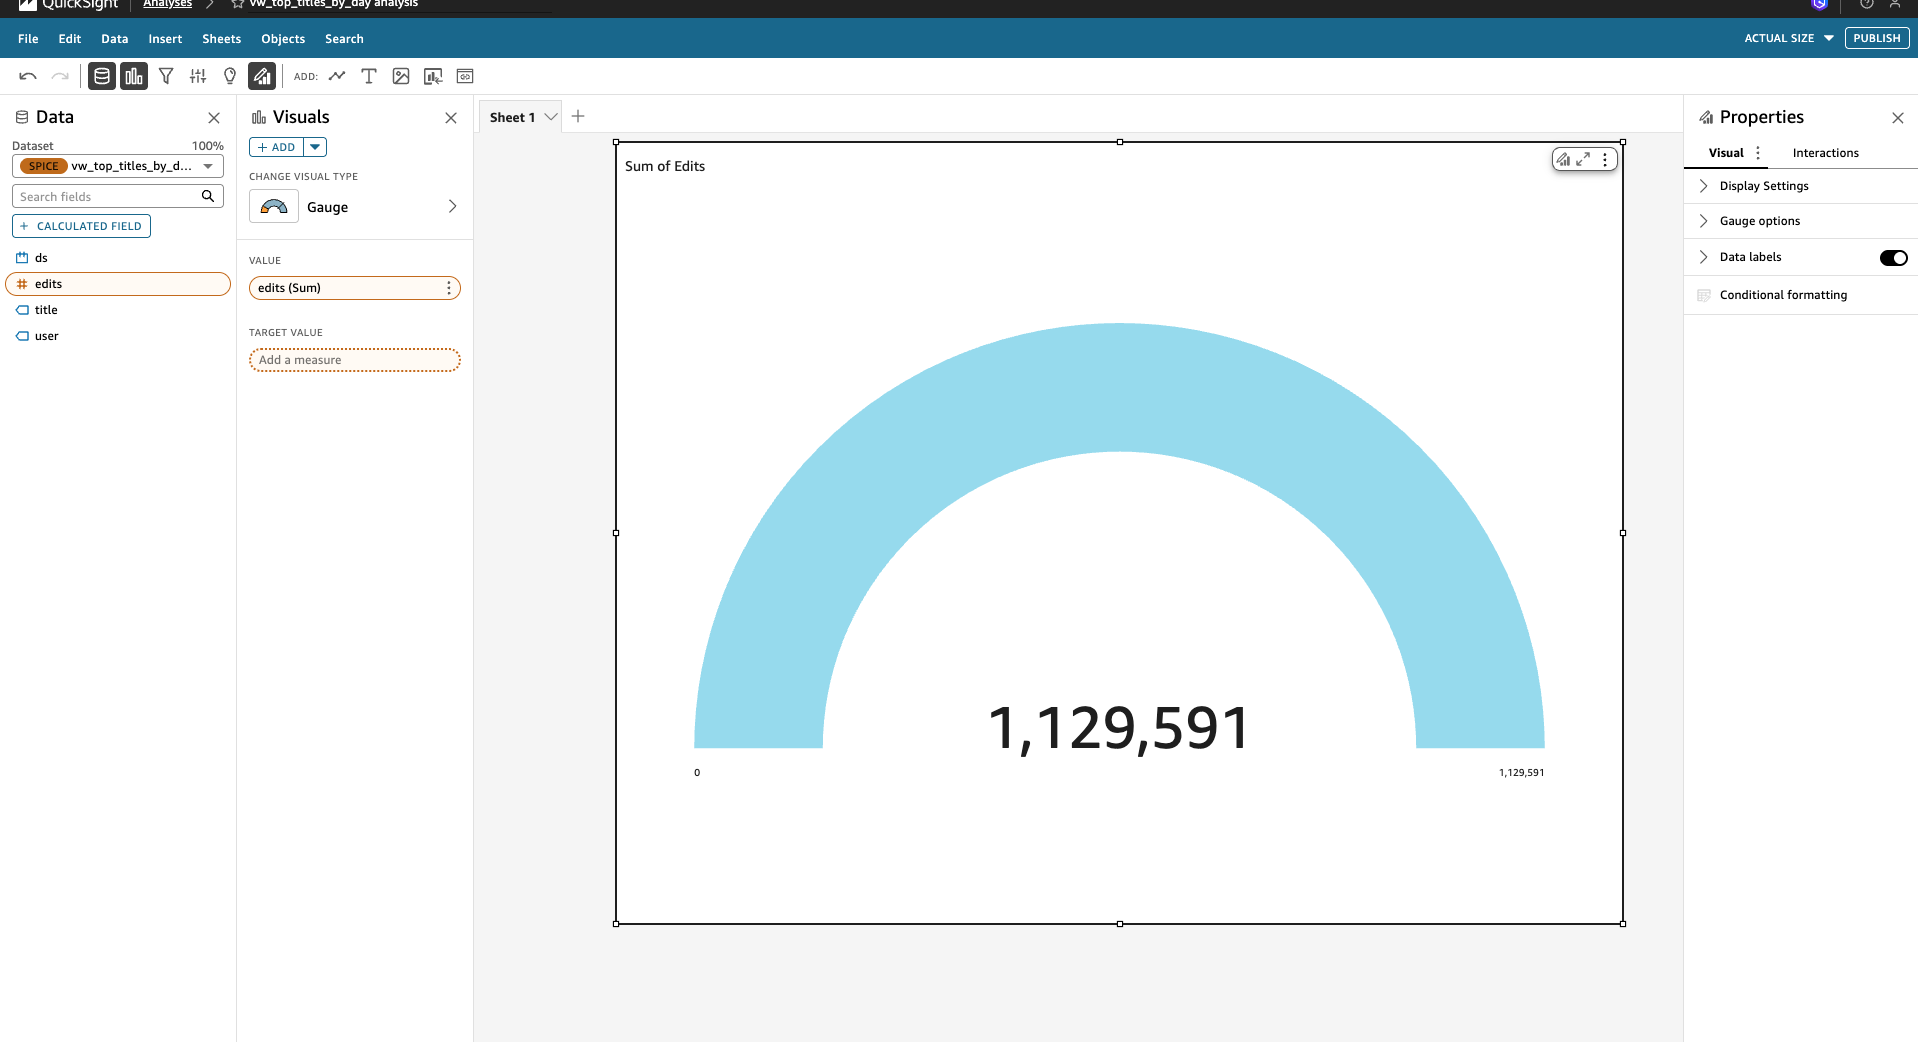 QuickSight
Analyses
vw_top_titles_by_day analysis
File Edit Data Insert Sheets Objects Search
ACTUAL SIZE
PUBLISH
ADD:
Data
Dataset 100%
SPICE vw_top_titles_by_d...
Search fields
+ CALCULATED FIELD
ds
edits
title
user
Visuals
+ ADD
CHANGE VISUAL TYPE
Gauge
VALUE
edits (Sum)
TARGET VALUE
Add a measure
Sheet 1
Sum of Edits
1,129,591
0
1,129,591
Properties
Visual Interactions
Display Settings
Gauge options
Data labels
Conditional formatting